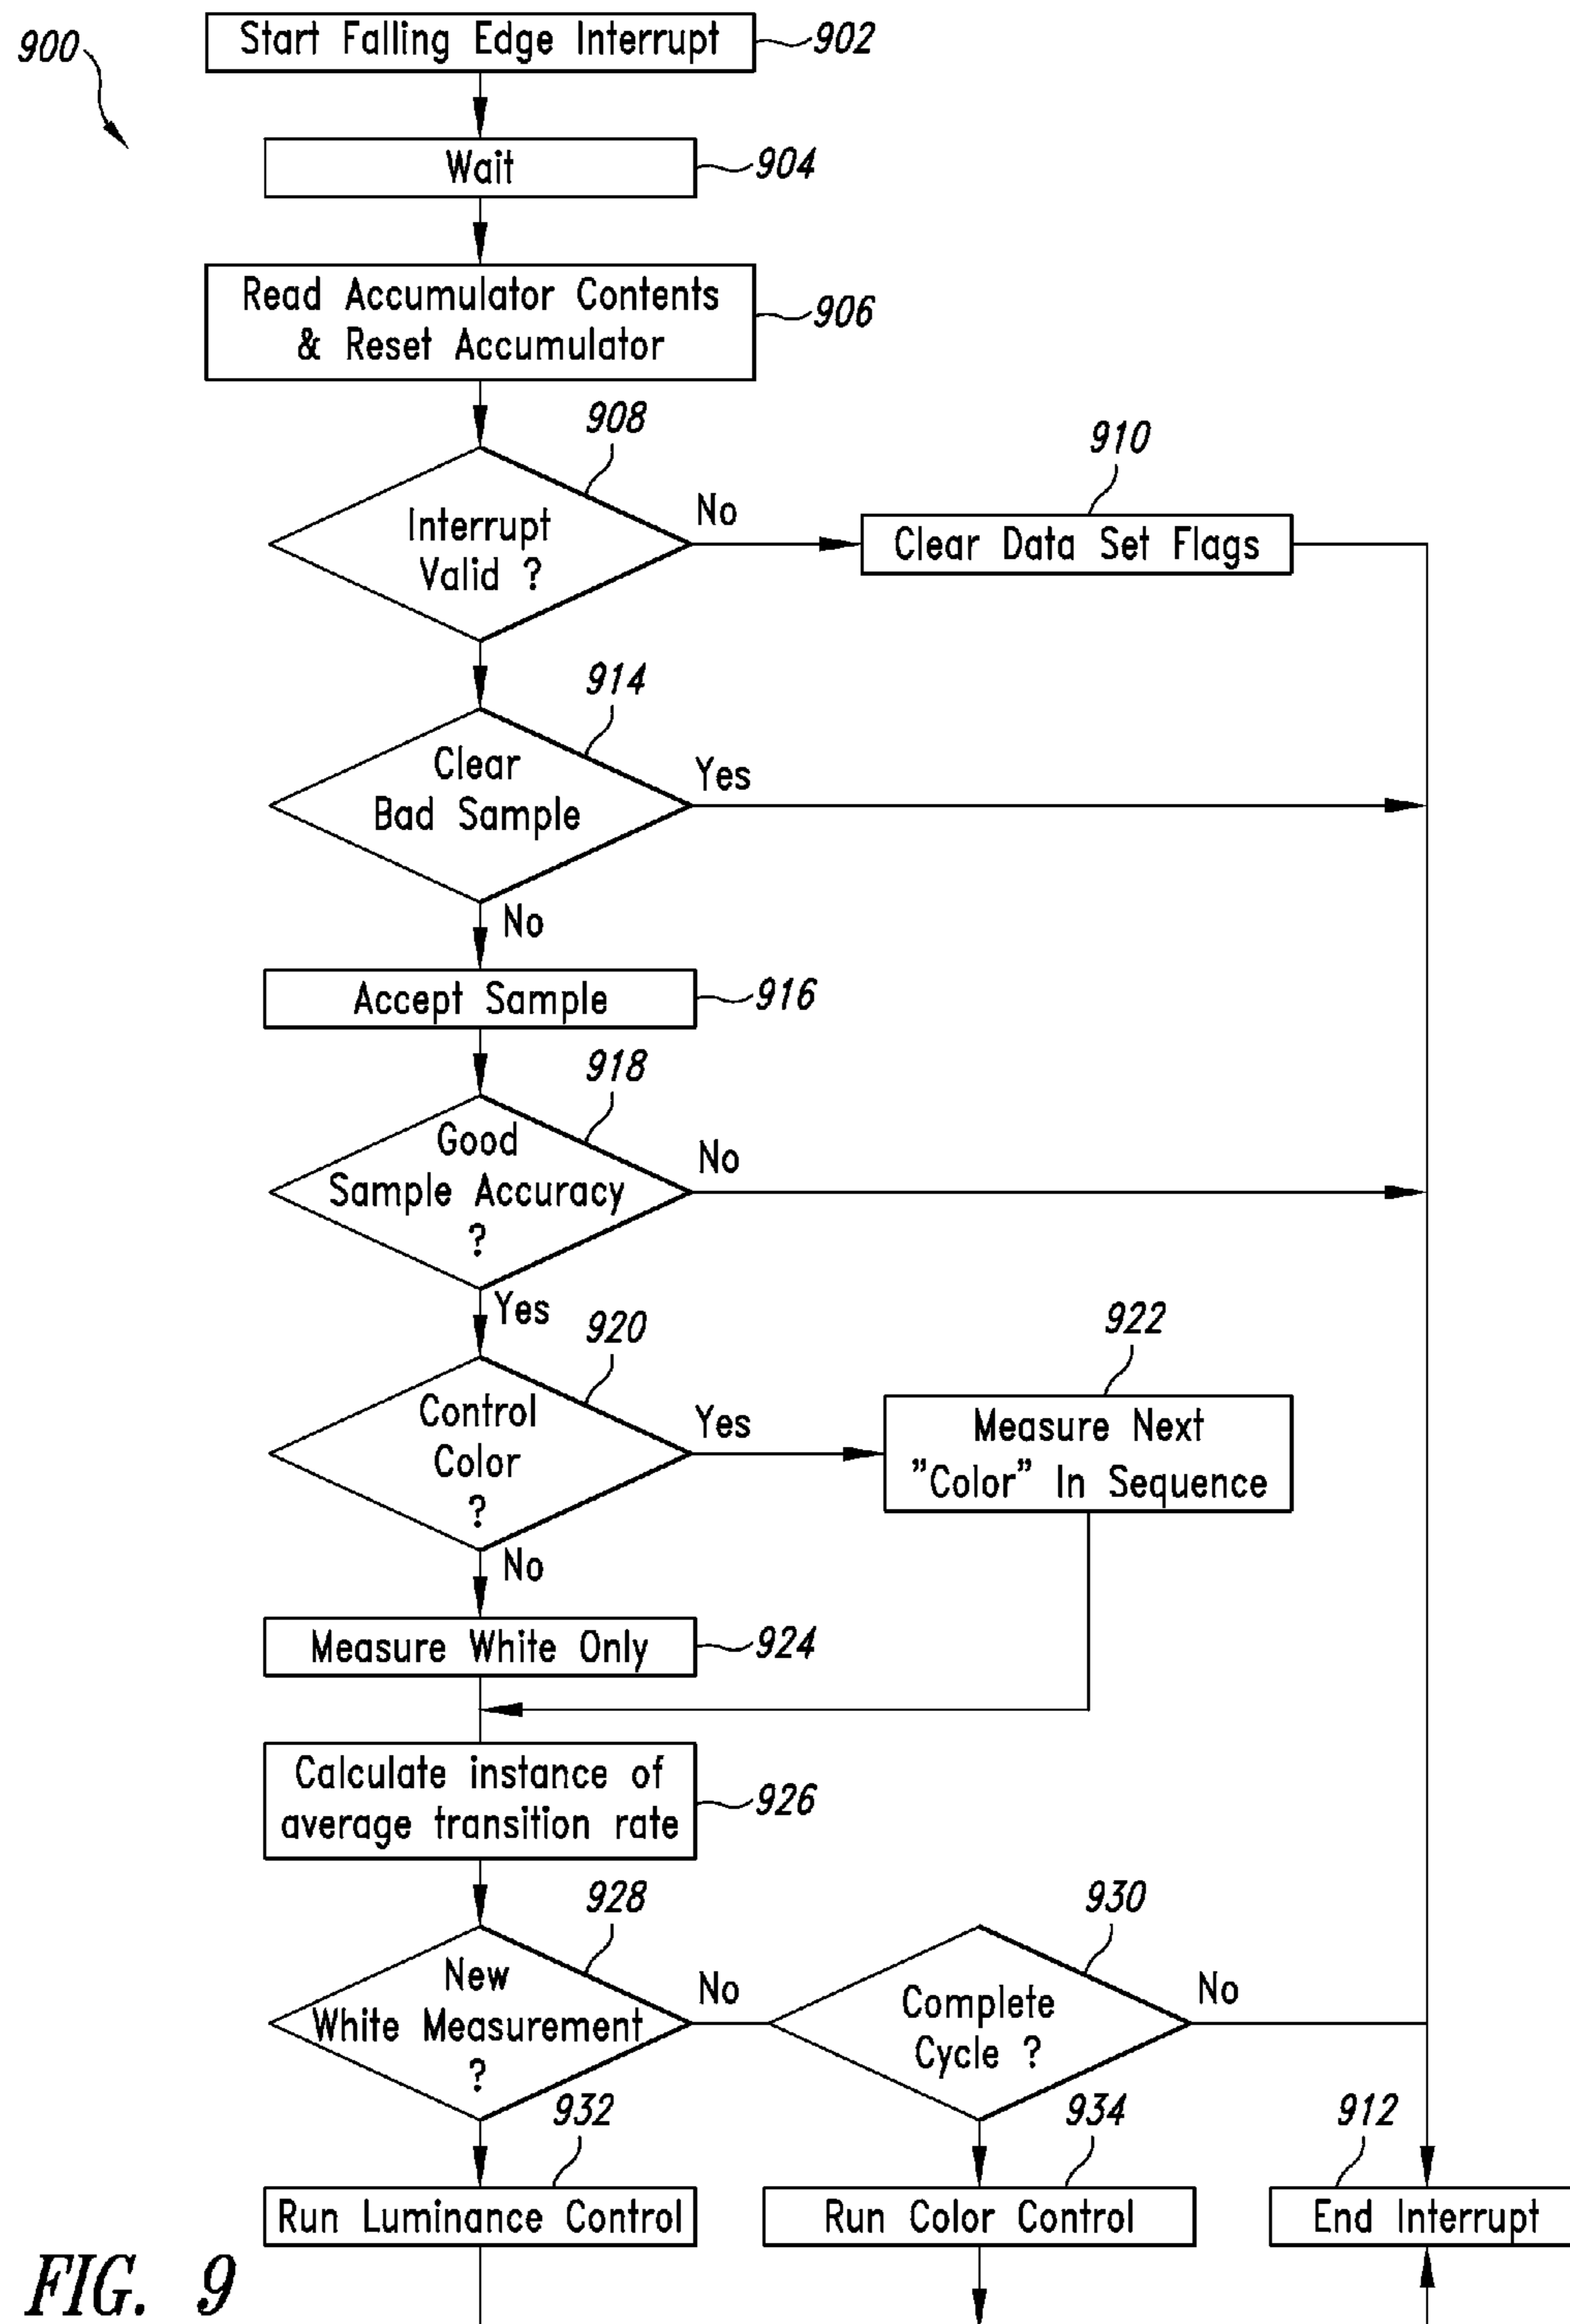 900
Start Falling Edge Interrupt
902
Wait
904
Read Accumulator Contents
& Reset Accumulator
906
908
Interrupt
Valid ?
No
910
Clear Data Set Flags
914
Clear
Bad Sample
Yes
No
Accept Sample
916
918
Good
Sample Accuracy
?
No
Yes
920
Control
Color
?
Yes
922
Measure Next
"Color" In Sequence
No
Measure White Only
924
Calculate instance of
average transition rate
926
928
New
White Measurement
?
No
930
Complete
Cycle ?
No
932
Run Luminance Control
934
Run Color Control
912
End Interrupt
FIG. 9